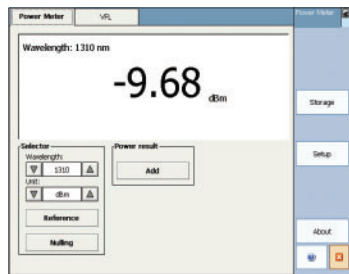 Power Meter
VFL
Power Meter
Wavelength: 1310 nm
-9.68 dBm
Storage
Selector
Power result
Wavelength:
1310
Add
Unit:
dBm
Setup
Reference
Nulling
About